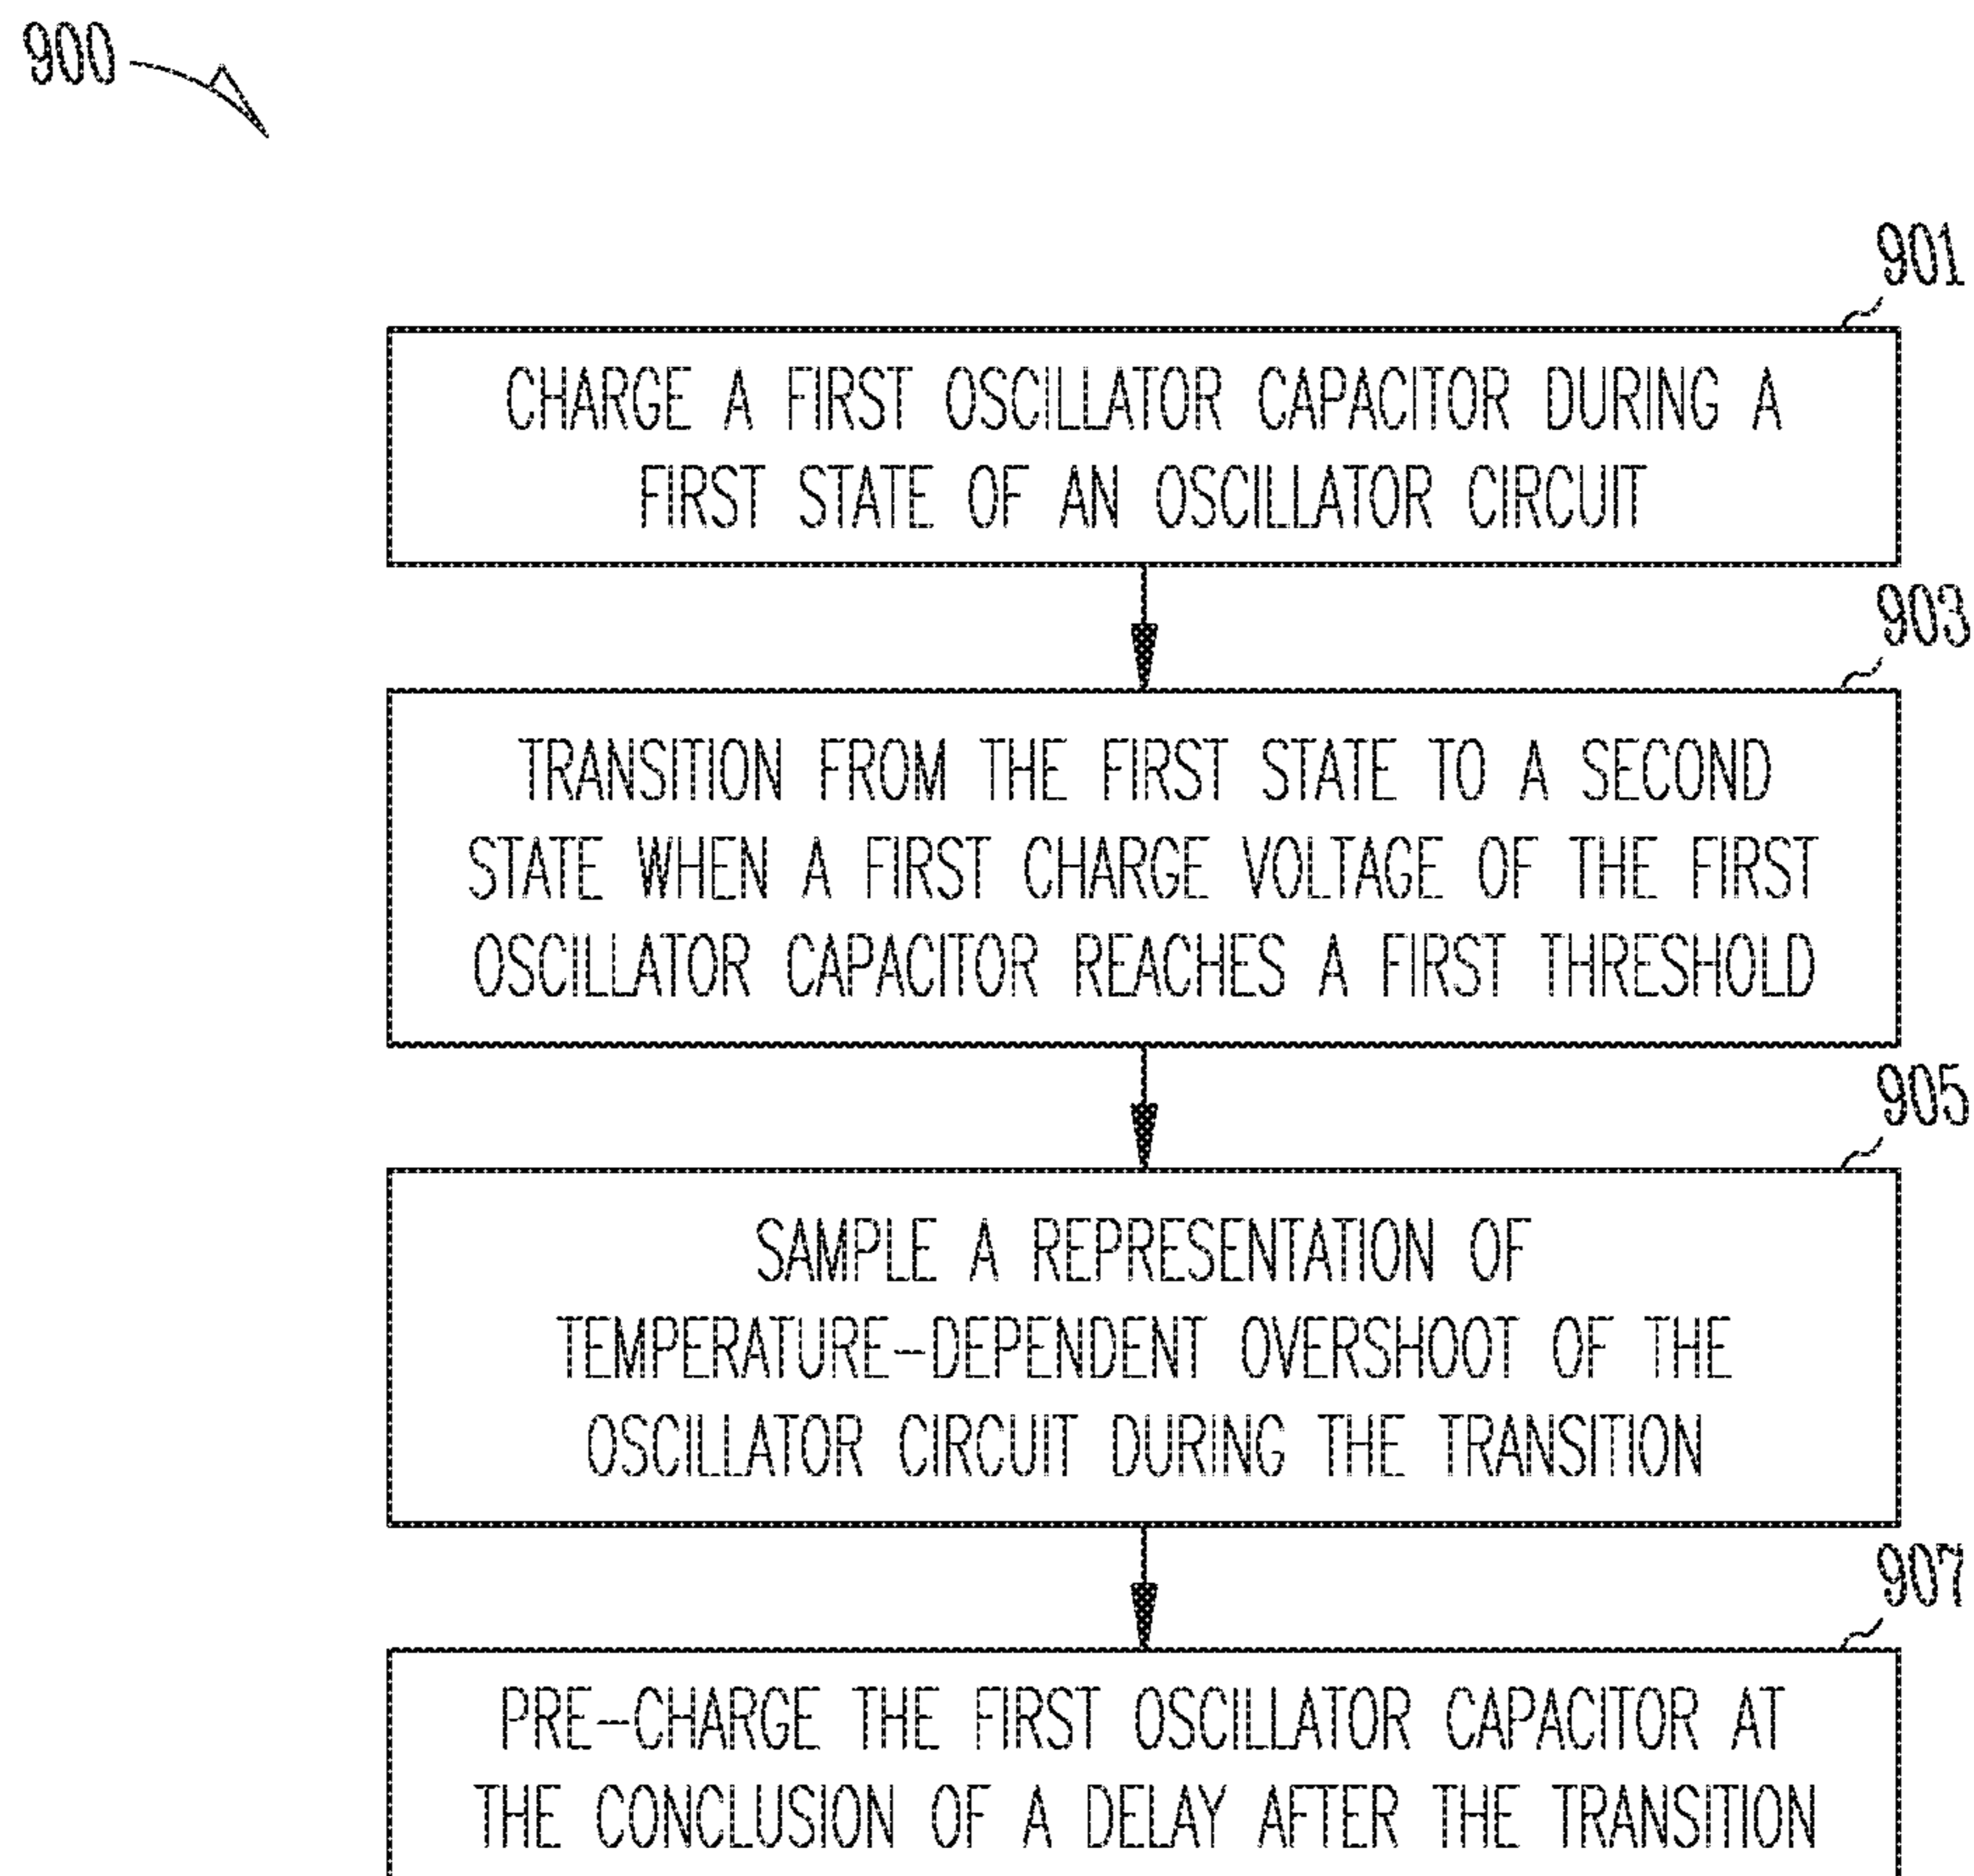 900
901
CHARGE A FIRST OSCILLATOR CAPACITOR DURING A
FIRST STATE OF AN OSCILLATOR CIRCUIT
903
TRANSITION FROM THE FIRST STATE TO A SECOND
STATE WHEN A FIRST CHARGE VOLTAGE OF THE FIRST
OSCILLATOR CAPACITOR REACHES A FIRST THRESHOLD
905
SAMPLE A REPRESENTATION OF
TEMPERATURE-DEPENDENT OVERSHOOT OF THE
OSCILLATOR CIRCUIT DURING THE TRANSITION
907
PRE-CHARGE THE FIRST OSCILLATOR CAPACITOR AT
THE CONCLUSION OF A DELAY AFTER THE TRANSITION